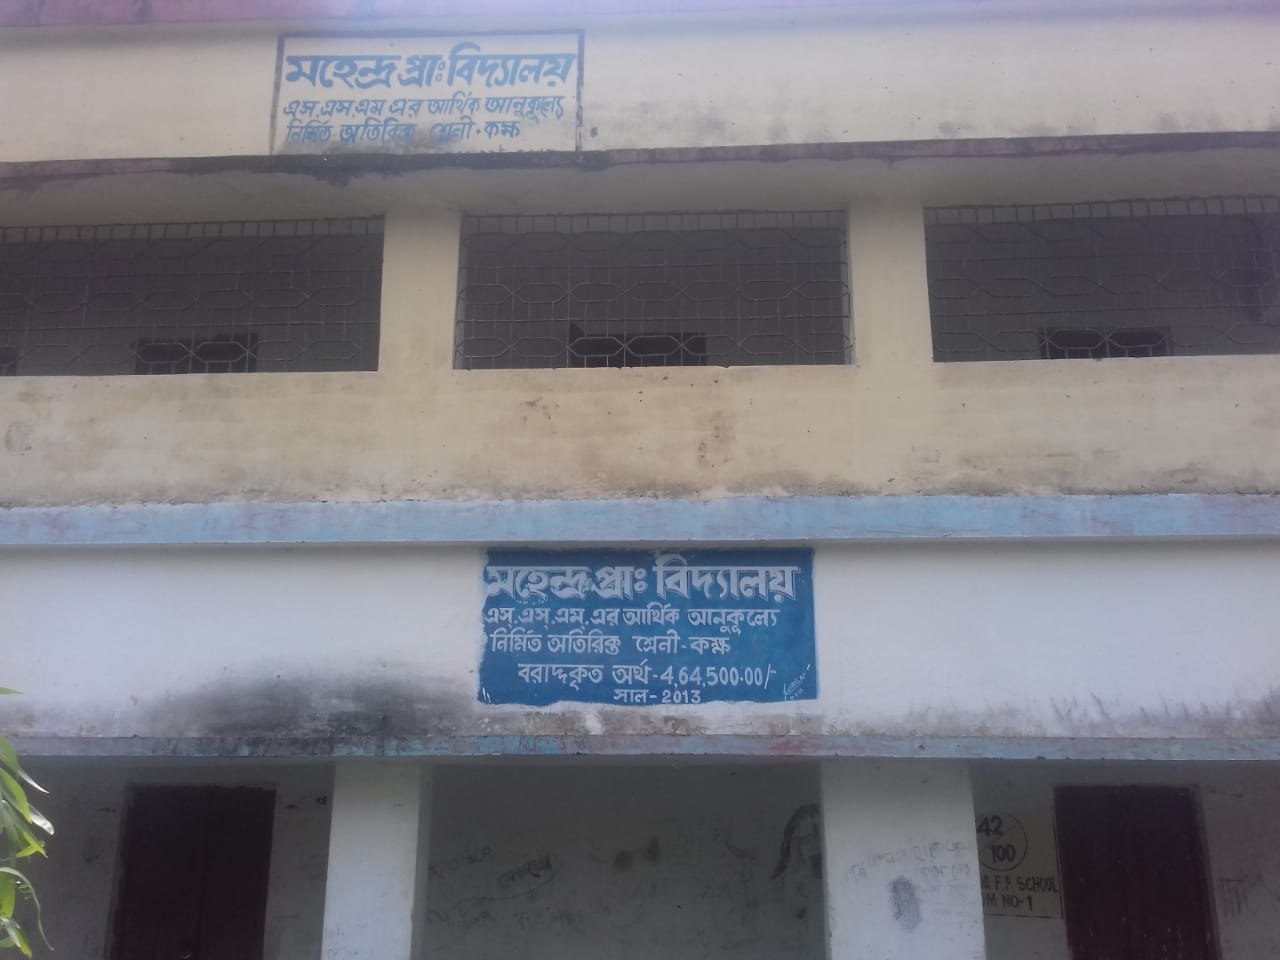 মহেন্দ্র প্রাঃ বিদ্যালয়
এস.এস.এম এর আর্থিক আনুকুল্যে
নির্মিত অতিরিক্ত শ্রেনী-কক্ষ
মহেন্দ্র প্রাঃ বিদ্যালয়
এস.এস.এম.এর আর্থিক আনুকুল্যে
নির্মিত অতিরিক্ত শ্রেনী-কক্ষ
বরাদ্দকৃত অর্থ-4,64,500.00/-
সাল-2013
42
100
F.P SCHOOL
NO-1